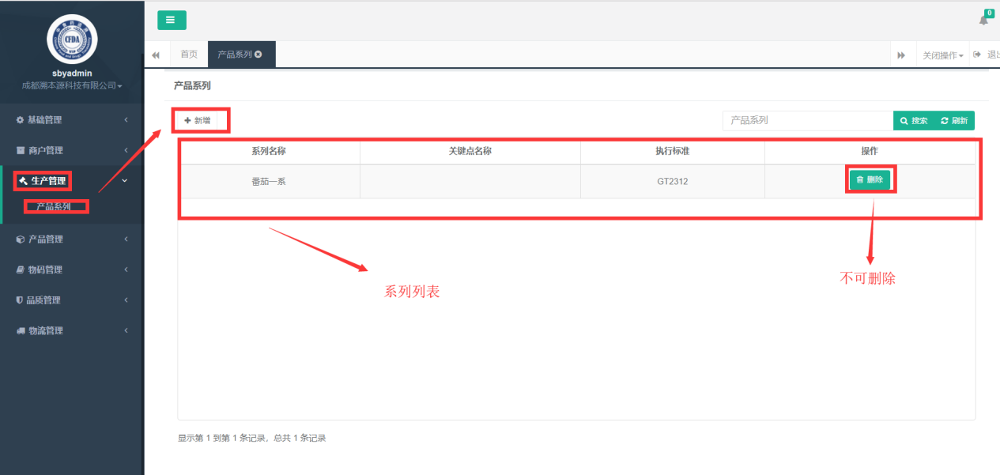 CFDA
sbyadmin
成都溯本源科技有限公司
基础管理
商户管理
生产管理
产品系列
产品管理
物码管理
品质管理
物流管理
0
首页
产品系列
关闭操作
退出
产品系列
新增
产品系列
搜索
刷新
系列名称 关键点名称 执行标准 操作
番茄一系 GT2312 删除
系列列表
不可删除
显示第 1 到第 1 条记录，总共 1 条记录